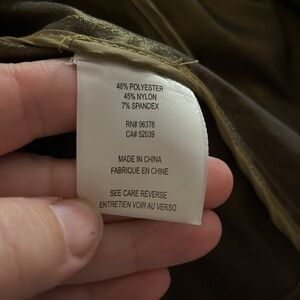 48% POLYESTER
45% NYLON
7% SPANDEX
RN# 96376
CA# 52039
MADE IN CHINA
FABRIQUE EN CHINE
SEE CARE REVERSE
ENTRETIEN VOIR AU VERSO